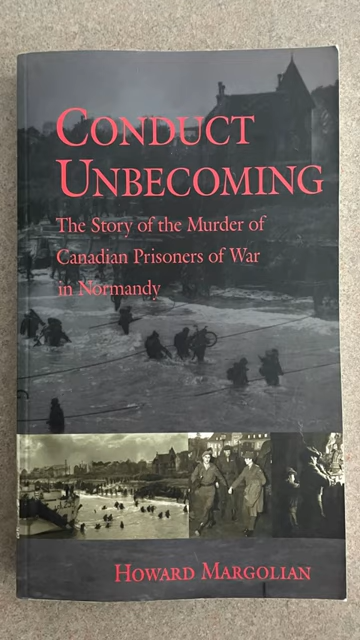 CONDUCT
UNBECOMING
The Story of the Murder of
Canadian Prisoners of War
in Normandy
HOWARD MARGOLIAN